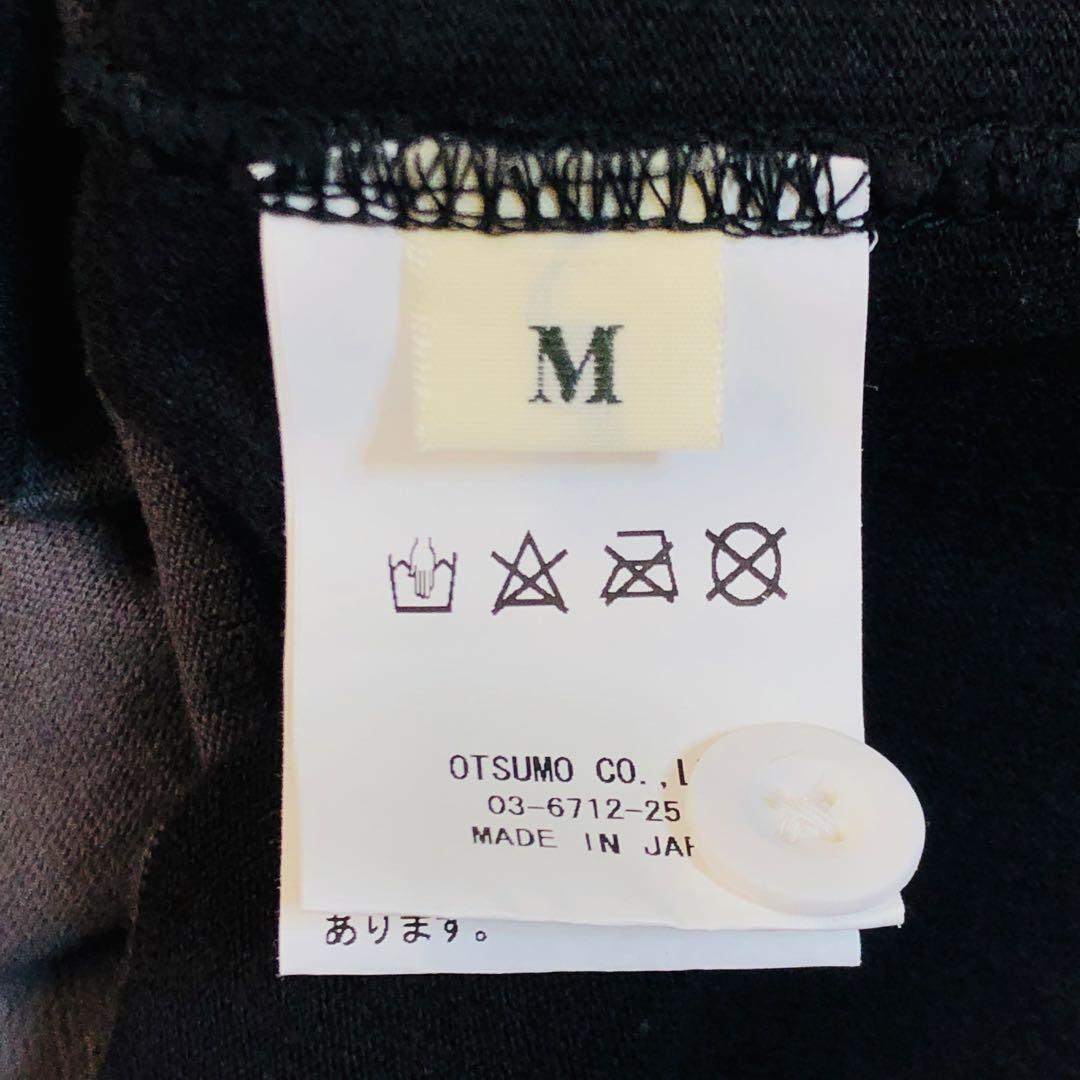 M
OTSUMO CO.,L
03-6712-25
MADE IN JAP
あります。